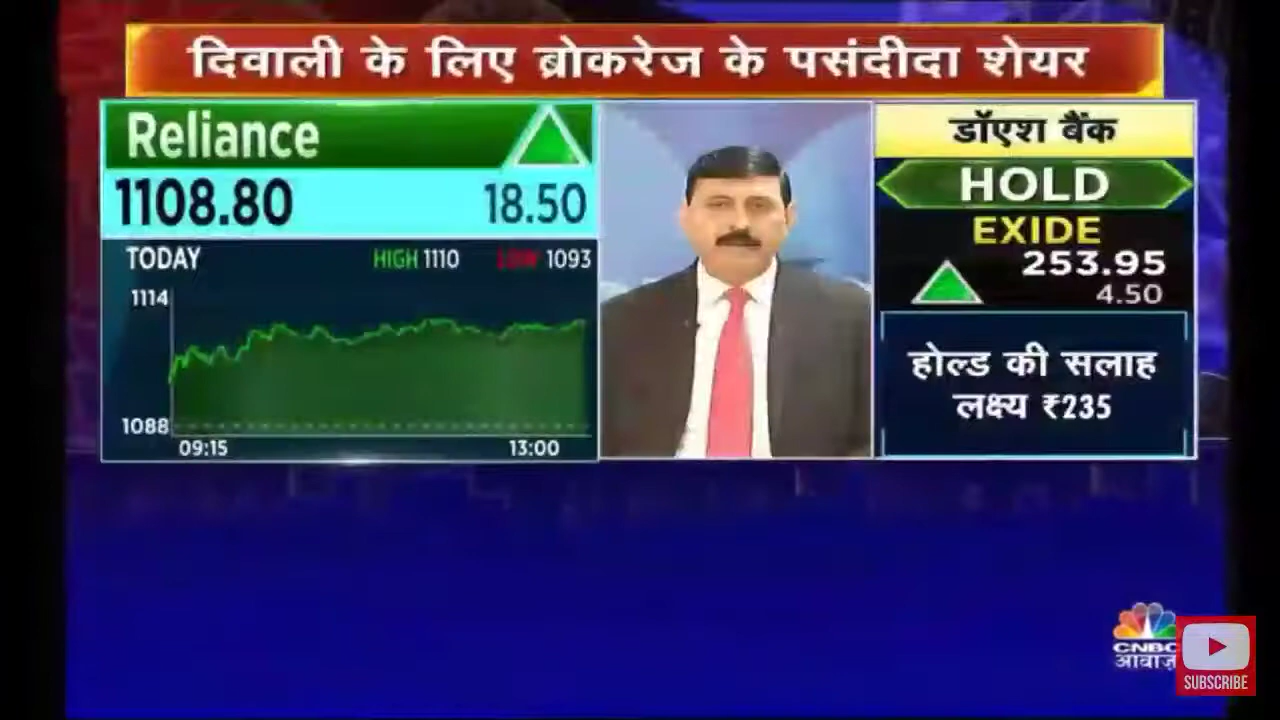 दिवाली के लिए ब्रोकरेज के पसंदीदा शेयर
Reliance
1108.80 18.50
TODAY HIGH 1110 LOW 1093
1114
1088
09:15 13:00
डॉएश बैंक
HOLD
EXIDE
253.95
4.50
होल्ड की सलाह
लक्ष्य ₹235
CNBC
आवाज़
SUBSCRIBE